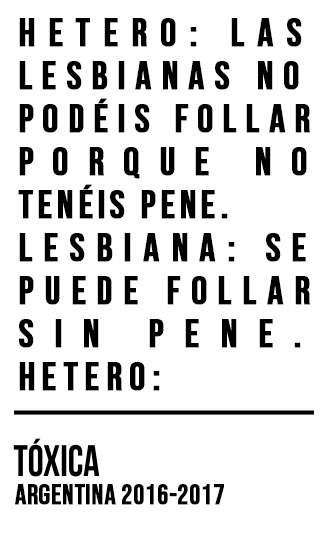 HETERO: LAS
LESBIANAS NO
PODÉIS FOLLAR
PORQUE NO
TENÉIS PENE.
LESBIANA: SE
PUEDE FOLLAR
SIN PENE.
HETERO:
TÓXICA
ARGENTINA 2016-2017